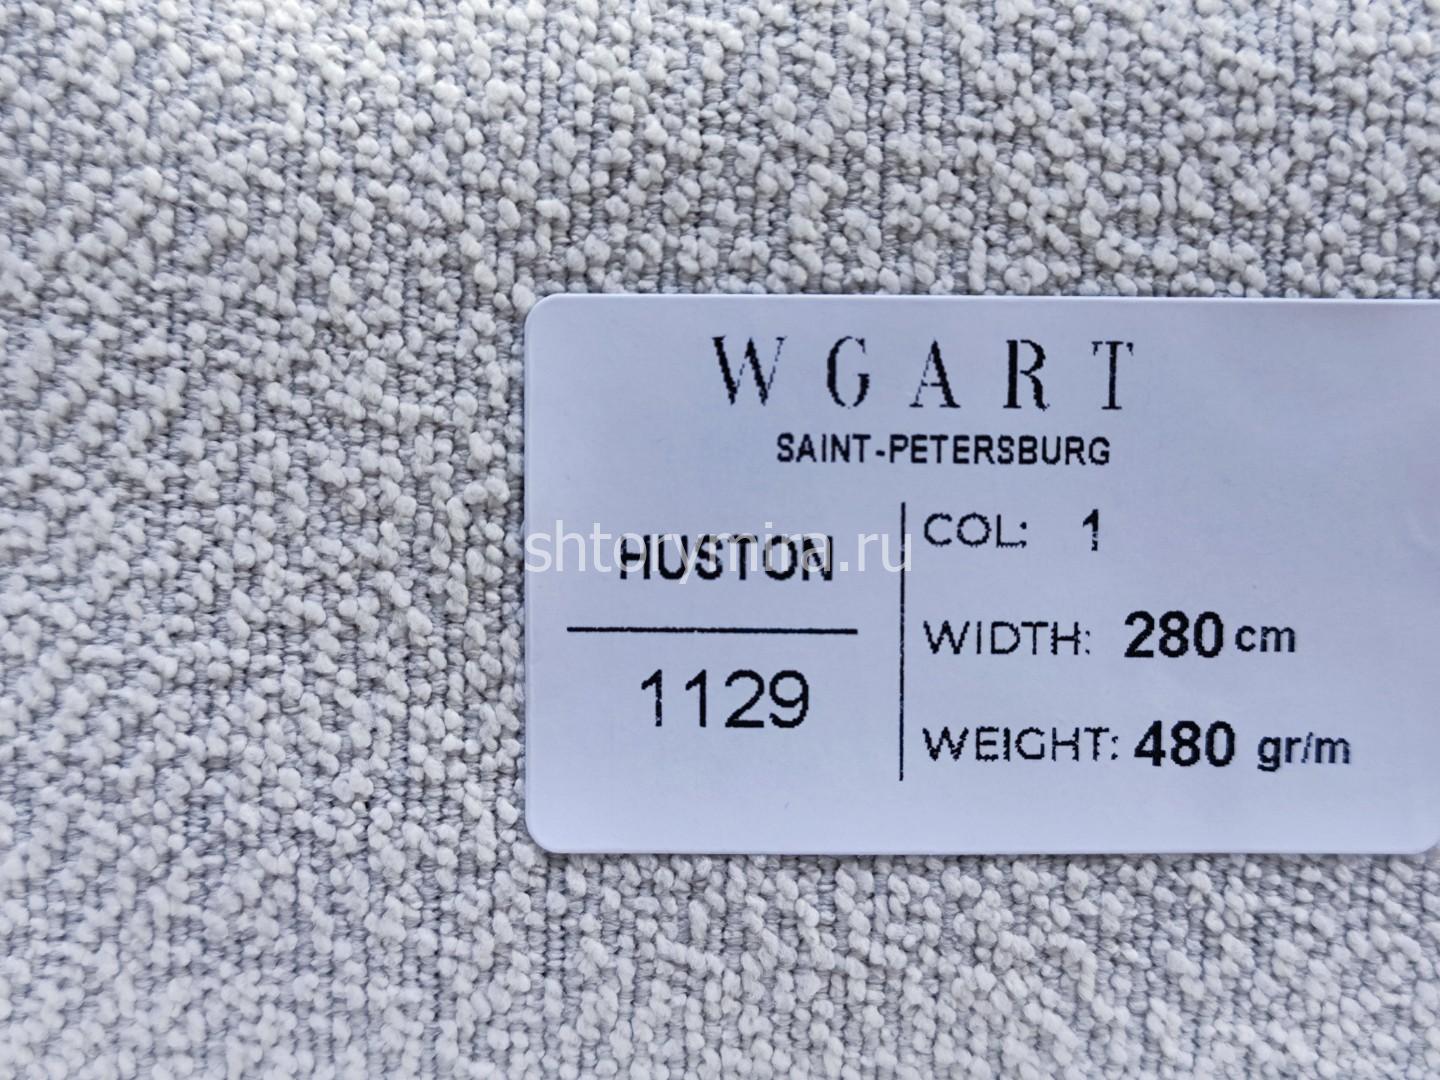 WGART
SAINT-PETERSBURG
HUSTON
1129
COL: 1
WIDTH: 280 cm
WEIGHT: 480 gr/m
shtorymira.ru